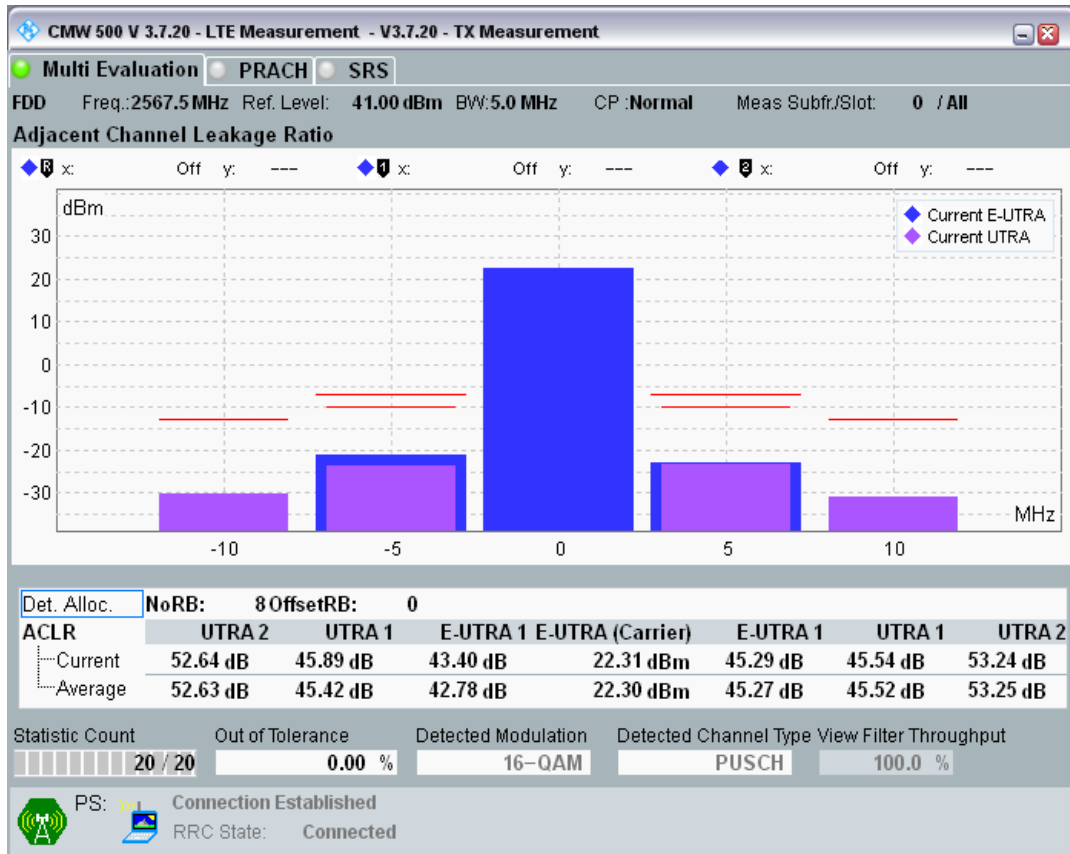 CMW 500 V 3.7.20 - LTE Measurement - V3.7.20 - TX Measurement
Multi Evaluation PRACH SRS
FDD Freq.:2567.5 MHz Ref. Level: 41.00 dBm BW:5.0 MHz CP :Normal Meas Subfr./Slot: 0 / All
Adjacent Channel Leakage Ratio
R x: Off y: --- 1 x: Off y: --- 2 x: Off y: ---
dBm
Current E-UTRA
Current UTRA
30
20
10
0
-10
-20
-30
MHz
-10 -5 0 5 10
Det. Alloc. NoRB: 8 OffsetRB: 0
ACLR UTRA 2 UTRA 1 E-UTRA 1 E-UTRA (Carrier) E-UTRA 1 UTRA 1 UTRA 2
Current 52.64 dB 45.89 dB 43.40 dB 22.31 dBm 45.29 dB 45.54 dB 53.24 dB
Average 52.63 dB 45.42 dB 42.78 dB 22.30 dBm 45.27 dB 45.52 dB 53.25 dB
Statistic Count Out of Tolerance Detected Modulation Detected Channel Type View Filter Throughput
20 / 20 0.00 % 16-QAM PUSCH 100.0 %
PS: Connection Established
RRC State: Connected